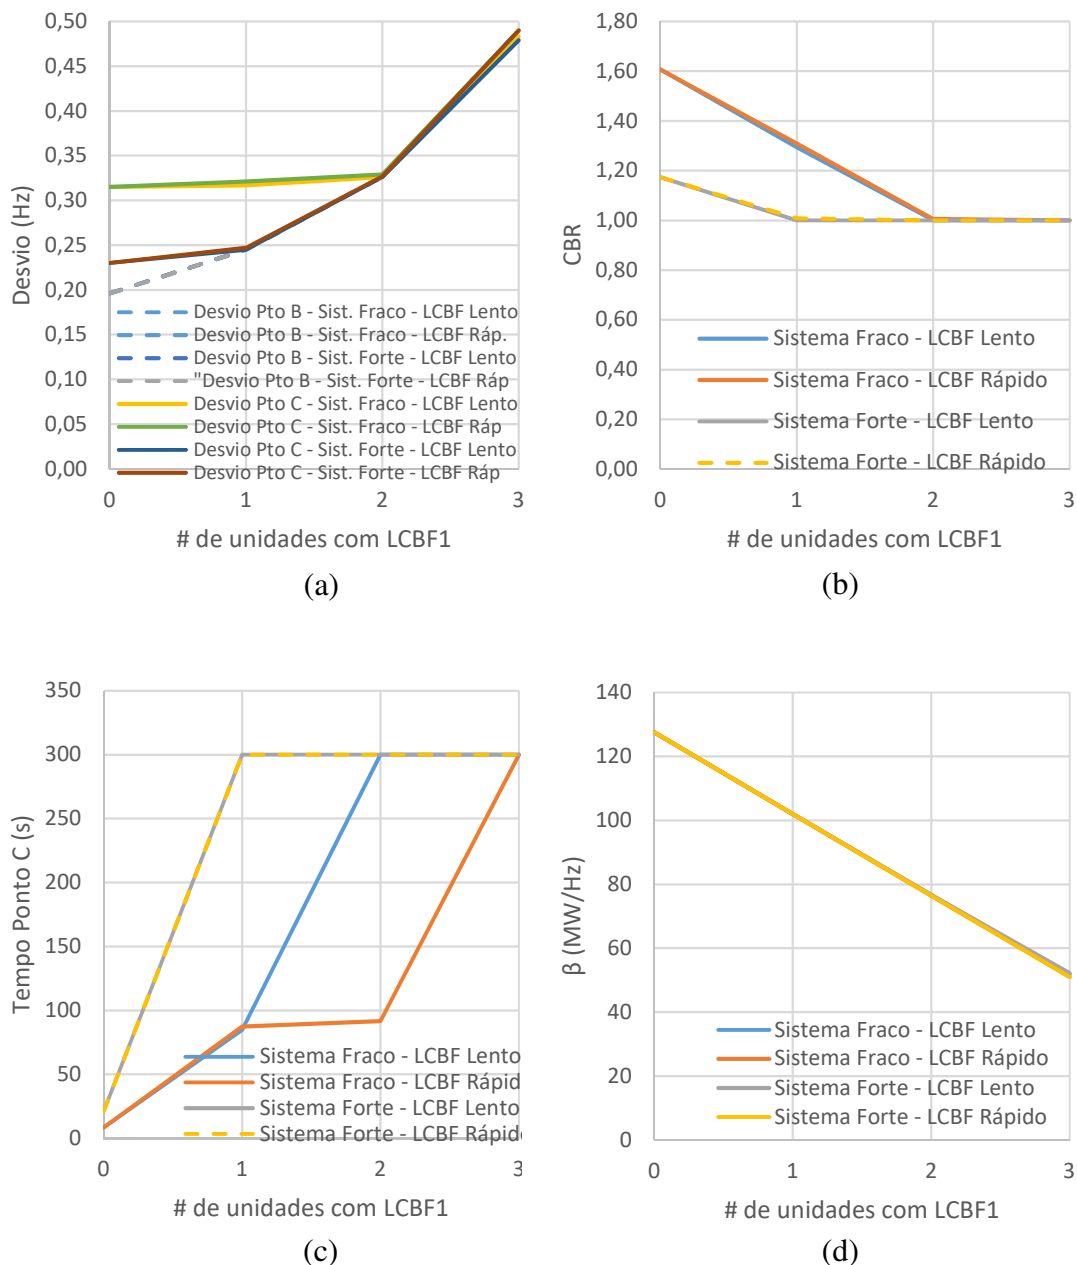 0,50
0,45
0,40
0,35
0,30
0,25
0,20
0,15
0,10
0,05
0,00
Desvio (Hz)
Desvio Pto B - Sist. Fraco - LCBF Lento
Desvio Pto B - Sist. Fraco - LCBF Ráp.
Desvio Pto B - Sist. Forte - LCBF Lento
"Desvio Pto B - Sist. Forte - LCBF Ráp
Desvio Pto C - Sist. Fraco - LCBF Lento
Desvio Pto C - Sist. Fraco - LCBF Ráp
Desvio Pto C - Sist. Forte - LCBF Lento
Desvio Pto C - Sist. Forte - LCBF Ráp
0 1 2 3
# de unidades com LCBF1
(a)
1,80
1,60
1,40
1,20
1,00
0,80
0,60
0,40
0,20
0,00
CBR
Sistema Fraco - LCBF Lento
Sistema Fraco - LCBF Rápido
Sistema Forte - LCBF Lento
Sistema Forte - LCBF Rápido
0 1 2 3
# de unidades com LCBF1
(b)
350
300
250
200
150
100
50
0
Tempo Ponto C (s)
Sistema Fraco - LCBF Lento
Sistema Fraco - LCBF Rápid
Sistema Forte - LCBF Lento
Sistema Forte - LCBF Rápido
0 1 2 3
# de unidades com LCBF1
(c)
140
120
100
80
60
40
20
0
β (MW/Hz)
Sistema Fraco - LCBF Lento
Sistema Fraco - LCBF Rápido
Sistema Forte - LCBF Lento
Sistema Forte - LCBF Rápido
0 1 2 3
# de unidades com LCBF1
(d)